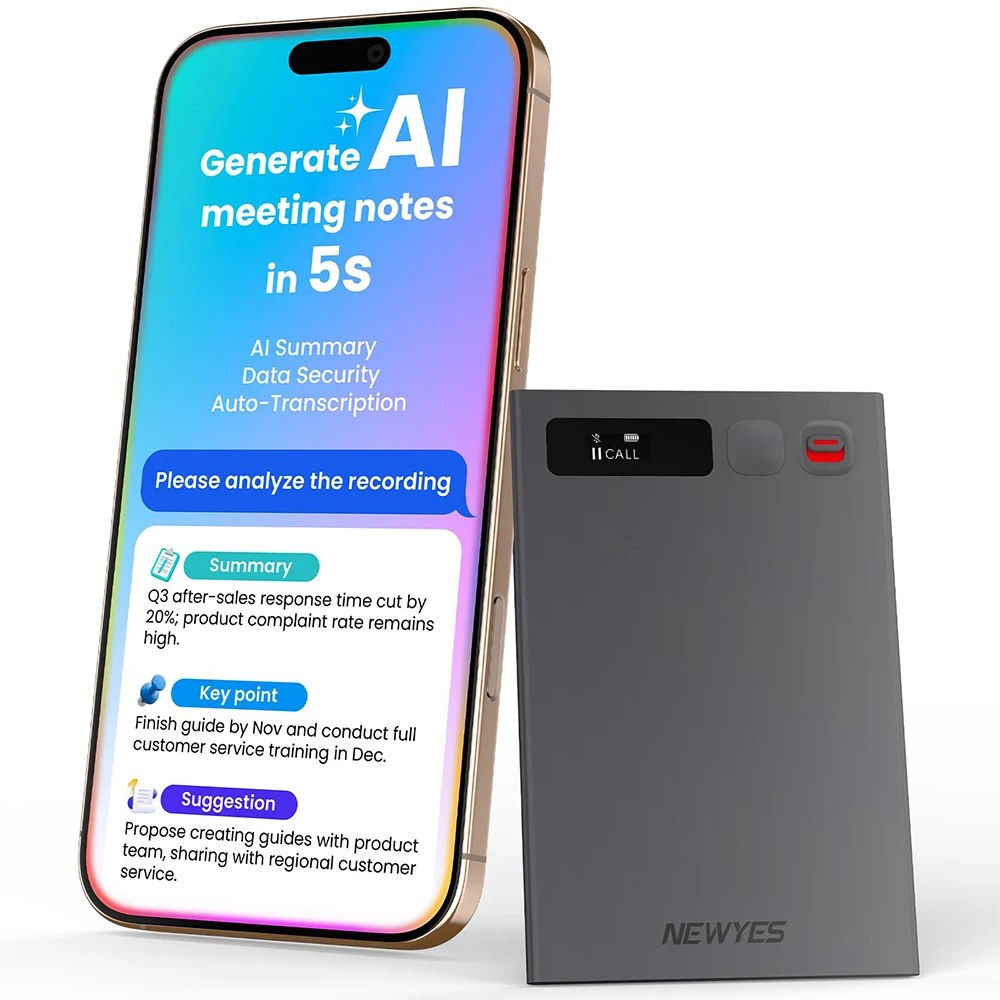 Generate AI
meeting notes
in 5s
AI Summary
Data Security
Auto-Transcription
Please analyze the recording
Summary
Q3 after-sales response time cut by
20%; product complaint rate remains
high.
Key point
Finish guide by Nov and conduct full
customer service training in Dec.
Suggestion
Propose creating guides with product
team, sharing with regional customer
service.
CALL
NEWYES